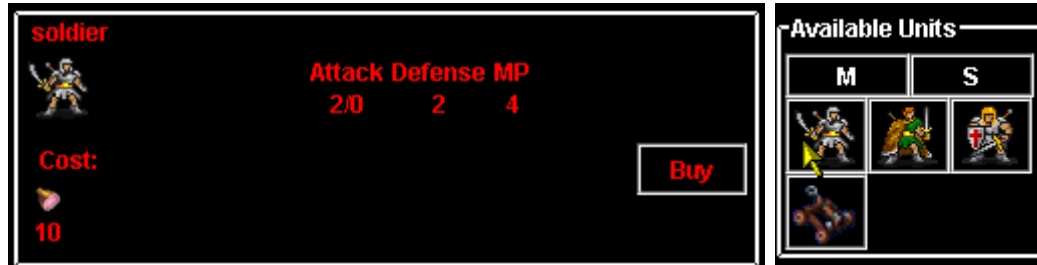 soldier
Attack Defense MP
2/0 2 4
Cost:
10
Buy
Available Units
M S